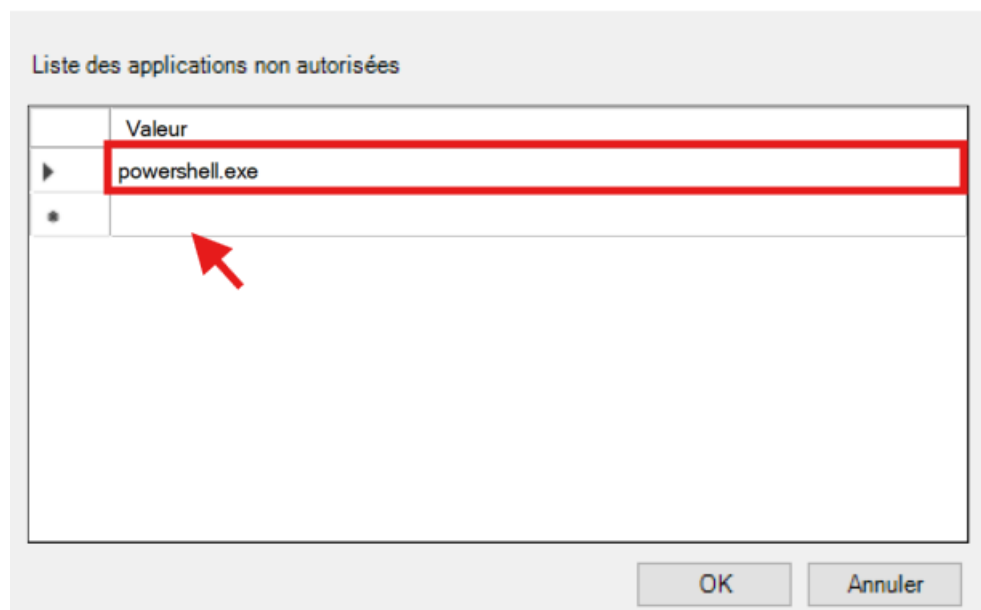 Liste des applications non autorisées
Valeur
powershell.exe
OK Annuler